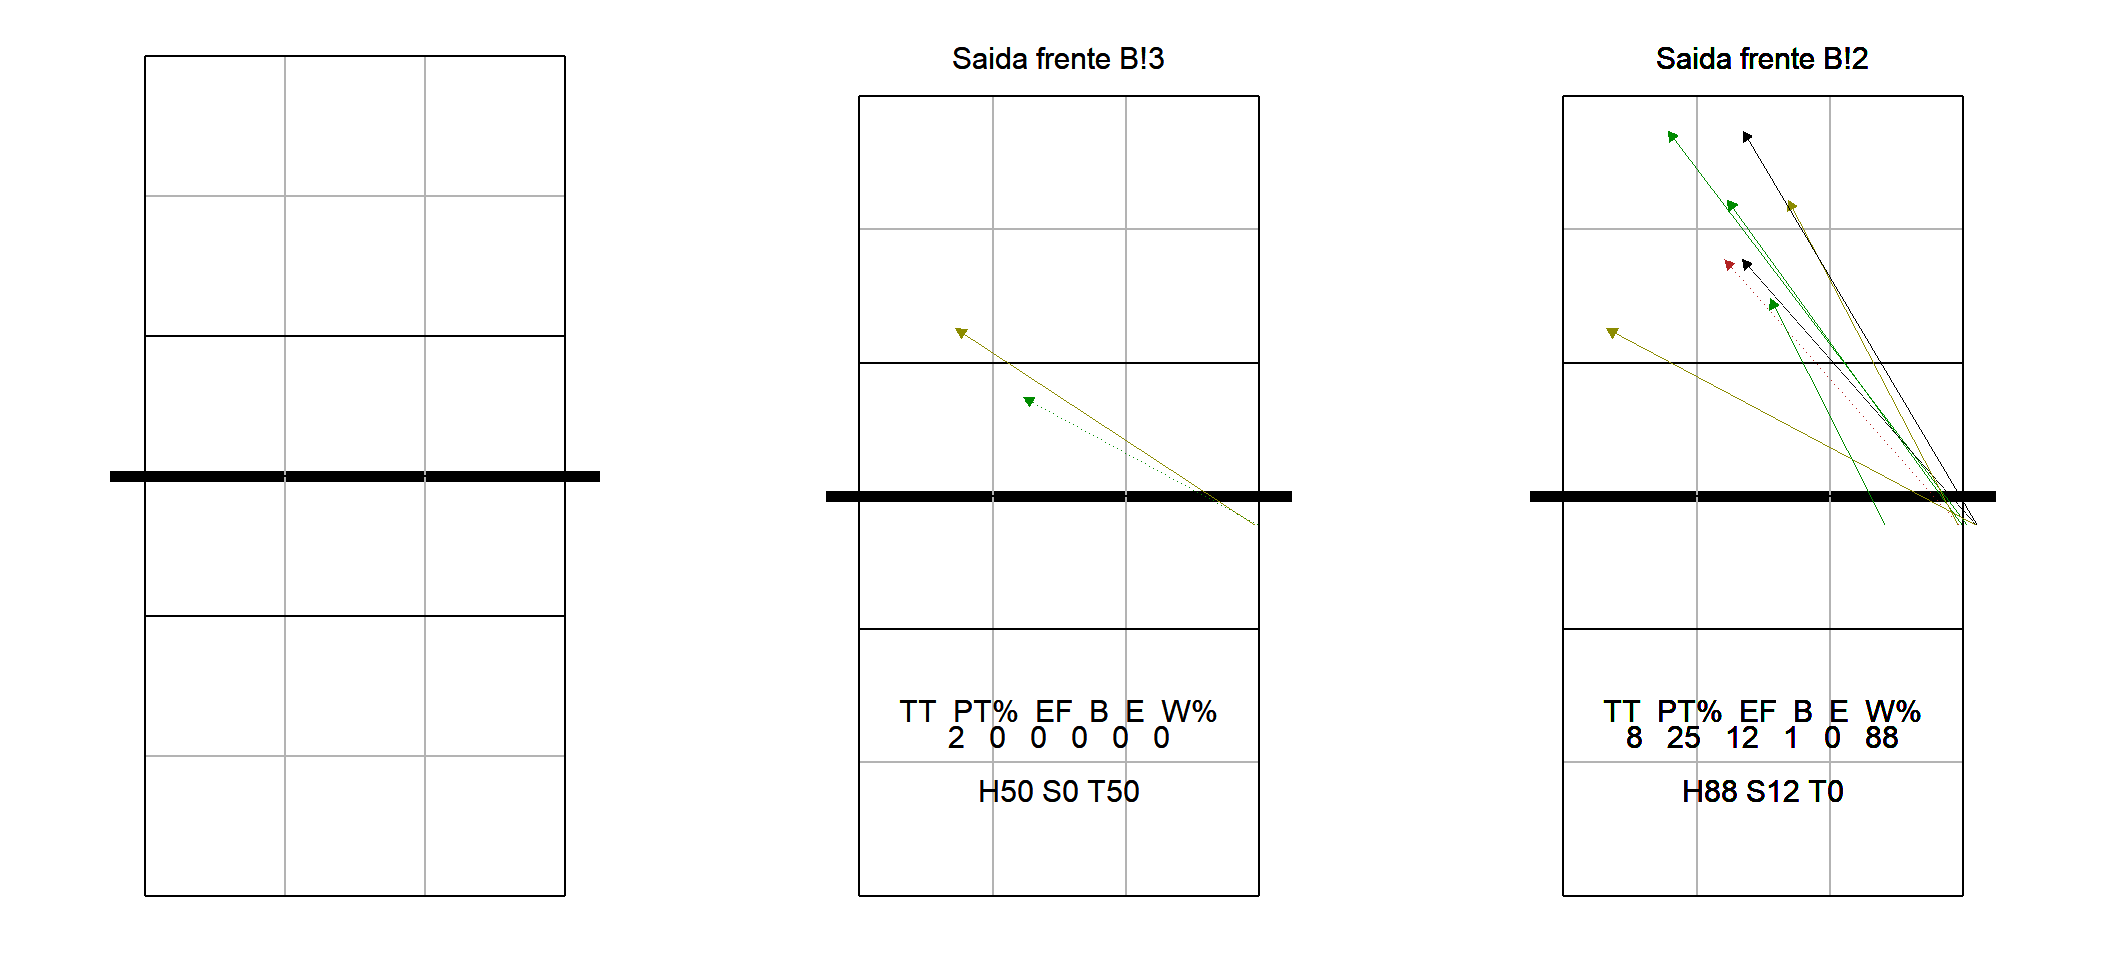 Saida frente B!3
TT PT% EF B E W%
2 0 0 0 0 0
H50 S0 T50
Saida frente B!2
TT PT% EF B E W%
8 25 12 1 0 88
H88 S12 T0